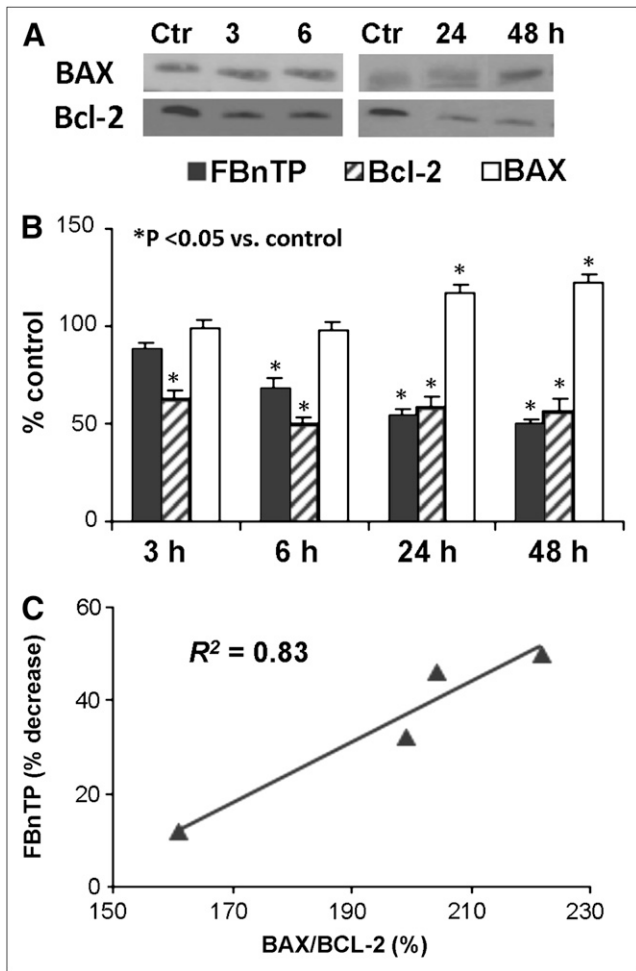 A
Ctr 3 6 Ctr 24 48 h
BAX
Bcl-2
FBnTP Bcl-2 BAX
B
150
*P <0.05 vs. control
% control
100
50
0
* * * * * * * * *
3 h 6 h 24 h 48 h
C
60
R² = 0.83
FBnTP (% decrease)
40
20
0
150 170 190 210 230
BAX/BCL-2 (%)